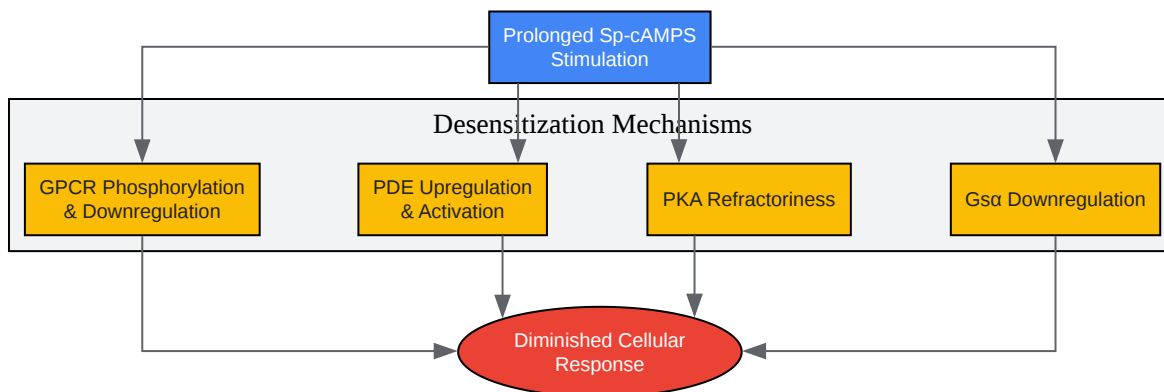 Prolonged Sp-cAMPS
Stimulation
Desensitization Mechanisms
GPCR Phosphorylation
& Downregulation
PDE Upregulation
& Activation
PKA Refractoriness
Gsα Downregulation
Diminished Cellular
Response